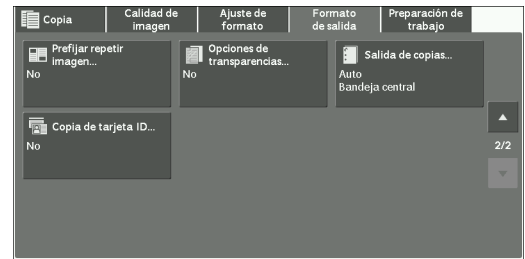 Copia
Calidad de
imagen
Ajuste de
formato
Formato
de salida
Preparación de
trabajo
Prefijar repetir
imagen...
No
Opciones de
transparencias...
No
Salida de copias...
Auto
Bandeja central
Copia de tarjeta ID...
No
2/2